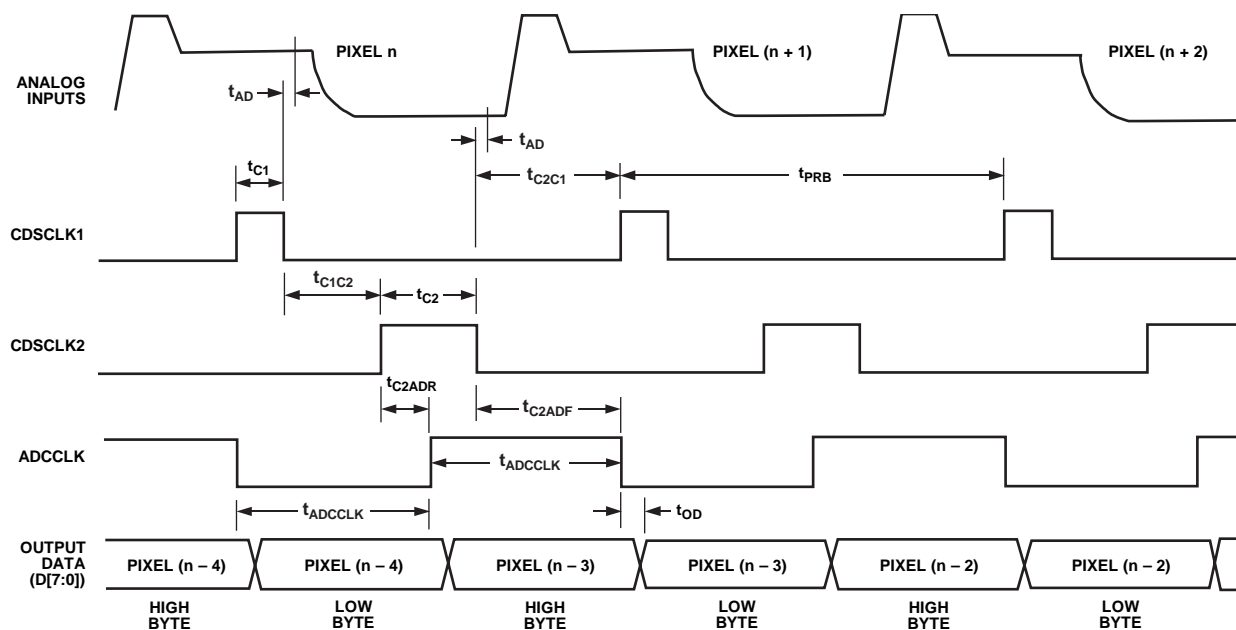 PIXEL n
PIXEL (n + 1)
PIXEL (n + 2)
ANALOG
INPUTS
tAD
tAD
tC1
tC2C1
tPRB
CDSCLK1
tC1C2
tC2
CDSCLK2
tC2ADR
tC2ADF
ADCCLK
tADCCLK
tADCCLK
tOD
OUTPUT
DATA
(D[7:0])
PIXEL (n – 4)
PIXEL (n – 4)
PIXEL (n – 3)
PIXEL (n – 3)
PIXEL (n – 2)
PIXEL (n – 2)
HIGH
BYTE
LOW
BYTE
HIGH
BYTE
LOW
BYTE
HIGH
BYTE
LOW
BYTE